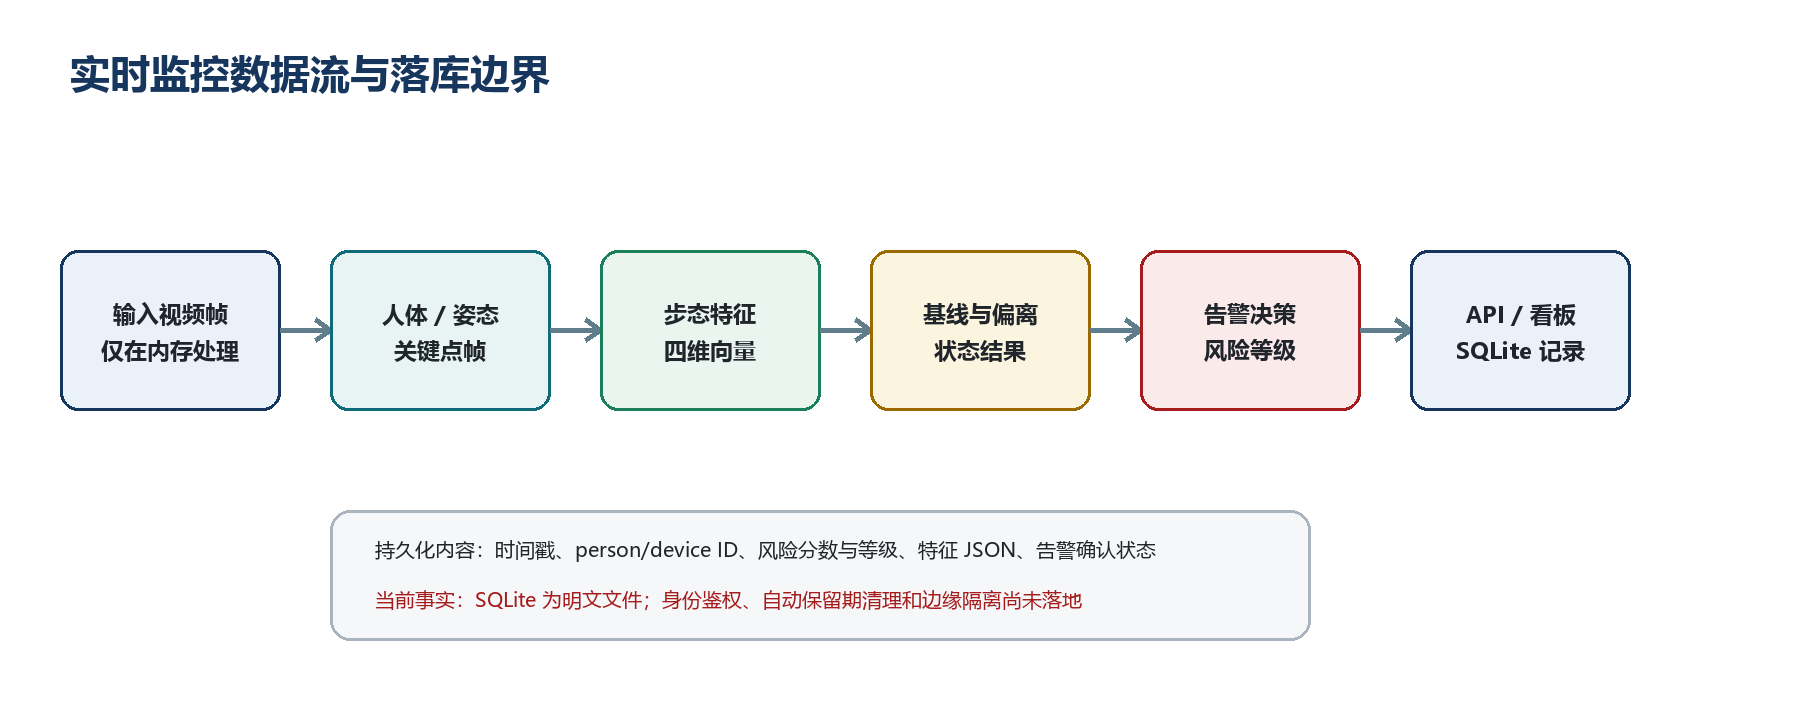 实时监控数据流与落库边界
输入视频帧
仅在内存处理
人体 / 姿态
关键点帧
步态特征
四维向量
基线与偏离
状态结果
告警决策
风险等级
API / 看板
SQLite 记录
持久化内容：时间戳、person/device ID、风险分数与等级、特征 JSON、告警确认状态
当前事实：SQLite 为明文文件；身份鉴权、自动保留期清理和边缘隔离尚未落地